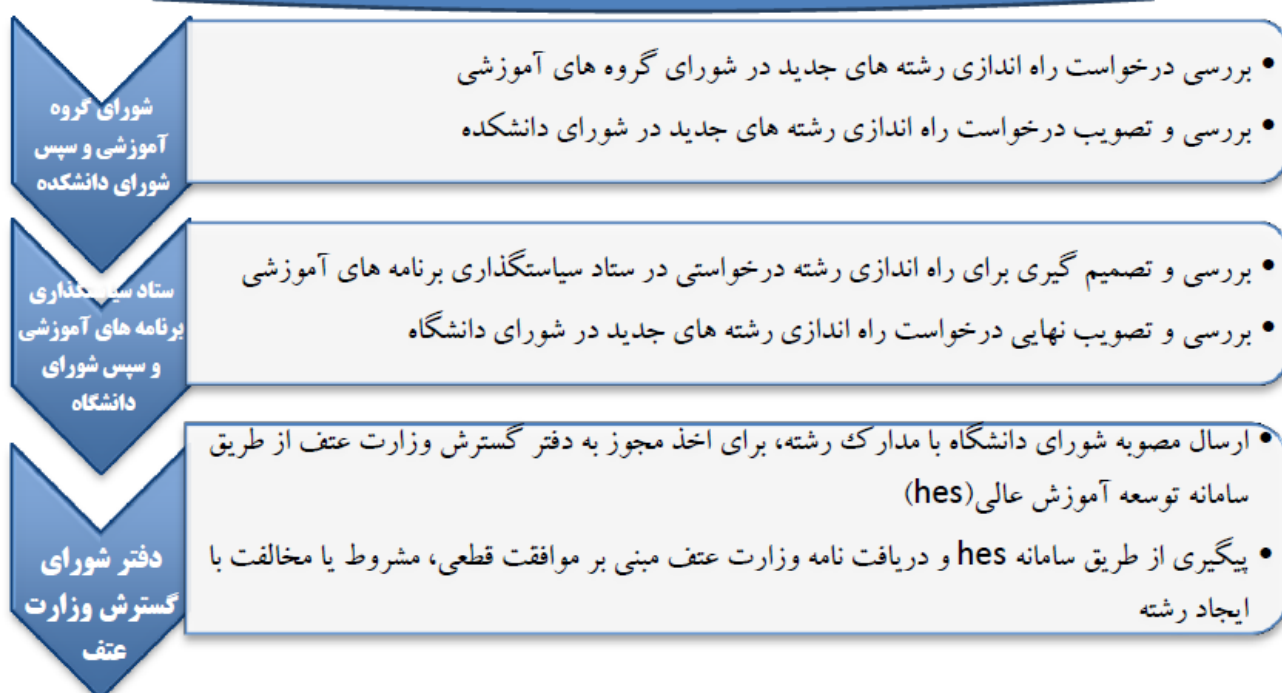 شورای گروه
آموزشی و سپس
شورای دانشکده
• بررسی درخواست راه اندازی رشته های جدید در شورای گروه های آموزشی
• بررسی و تصویب درخواست راه اندازی رشته های جدید در شورای دانشکده
ستاد سیاستگذاری
برنامه های آموزشی
و سپس شورای
دانشگاه
• بررسی و تصمیم گیری برای راه اندازی رشته درخواستی در ستاد سیاستگذاری برنامه های آموزشی
• بررسی و تصویب نهایی درخواست راه اندازی رشته های جدید در شورای دانشگاه
دفتر شورای
گسترش وزارت
عتف
• ارسال مصوبه شورای دانشگاه با مدارک رشته، برای اخذ مجوز به دفتر گسترش وزارت عتف از طریق
سامانه توسعه آموزش عالی(hes)
• پیگیری از طریق سامانه hes و دریافت نامه وزارت عتف مبنی بر موافقت قطعی، مشروط یا مخالفت با
ایجاد رشته